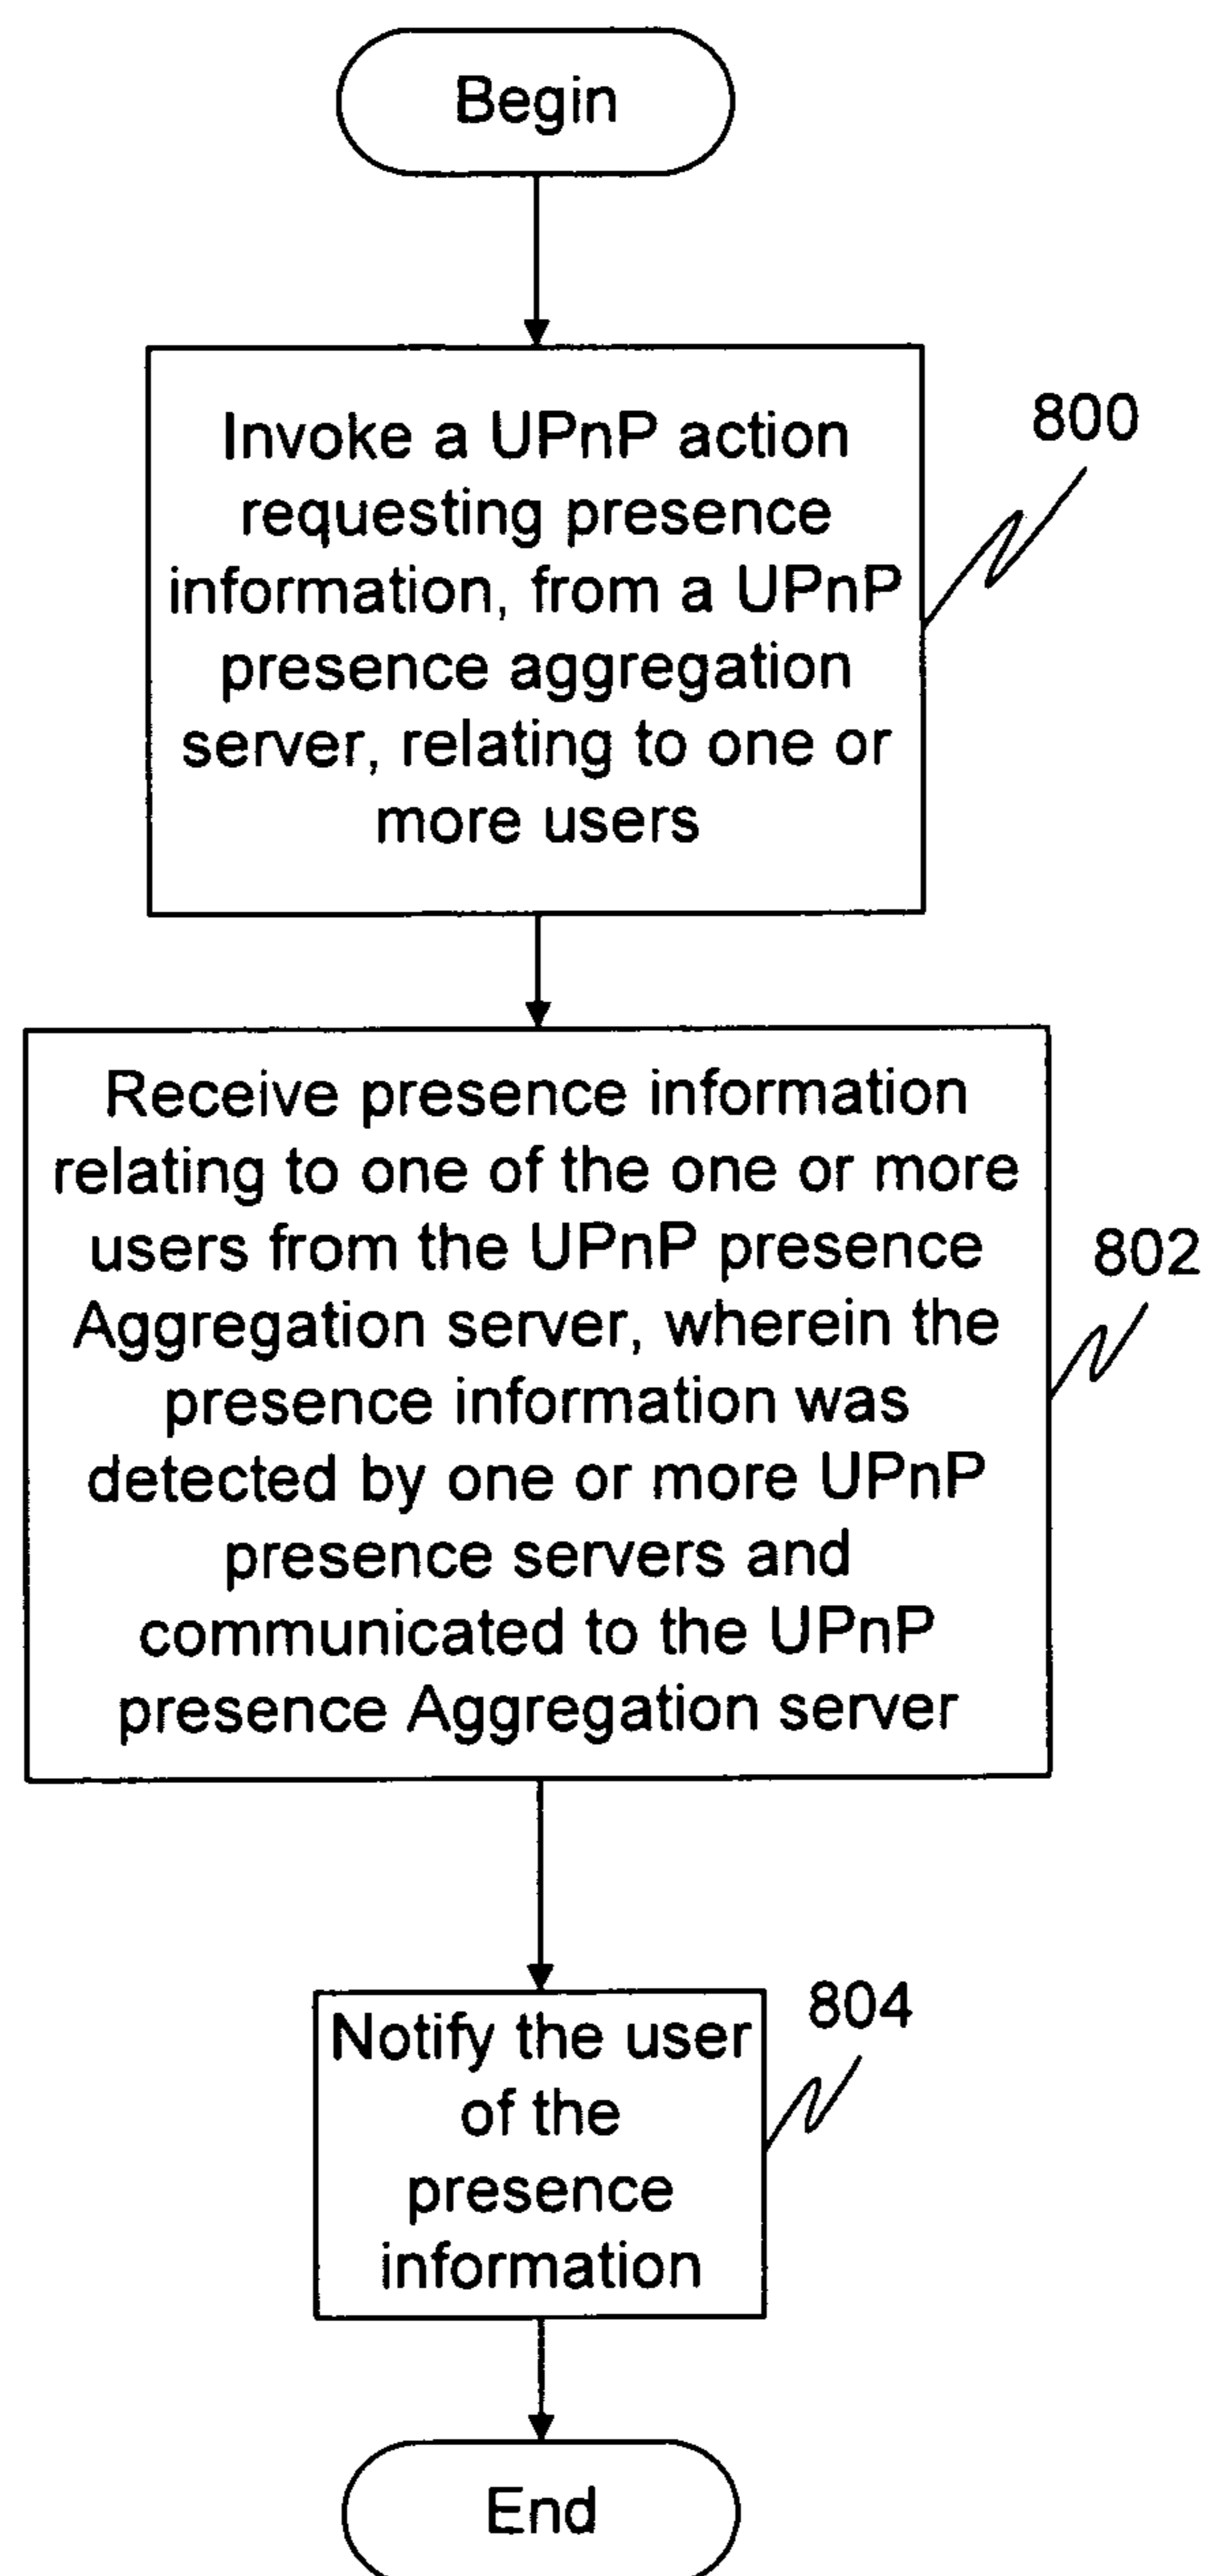 Begin
Invoke a UPnP action
requesting presence
information, from a UPnP
presence aggregation
server, relating to one or
more users
800
Receive presence information
relating to one of the one or more
users from the UPnP presence
Aggregation server, wherein the
presence information was
detected by one or more UPnP
presence servers and
communicated to the UPnP
presence Aggregation server
802
Notify the user
of the
presence
information
804
End